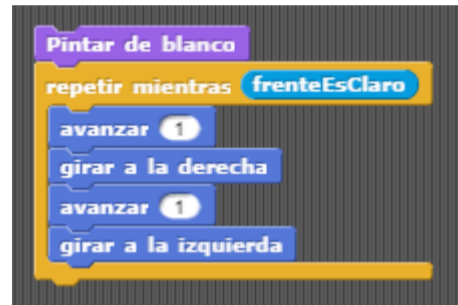 Pintar de blanco
repetir mientras frenteEsClaro
avanzar 1
girar a la derecha
avanzar 1
girar a la izquierda